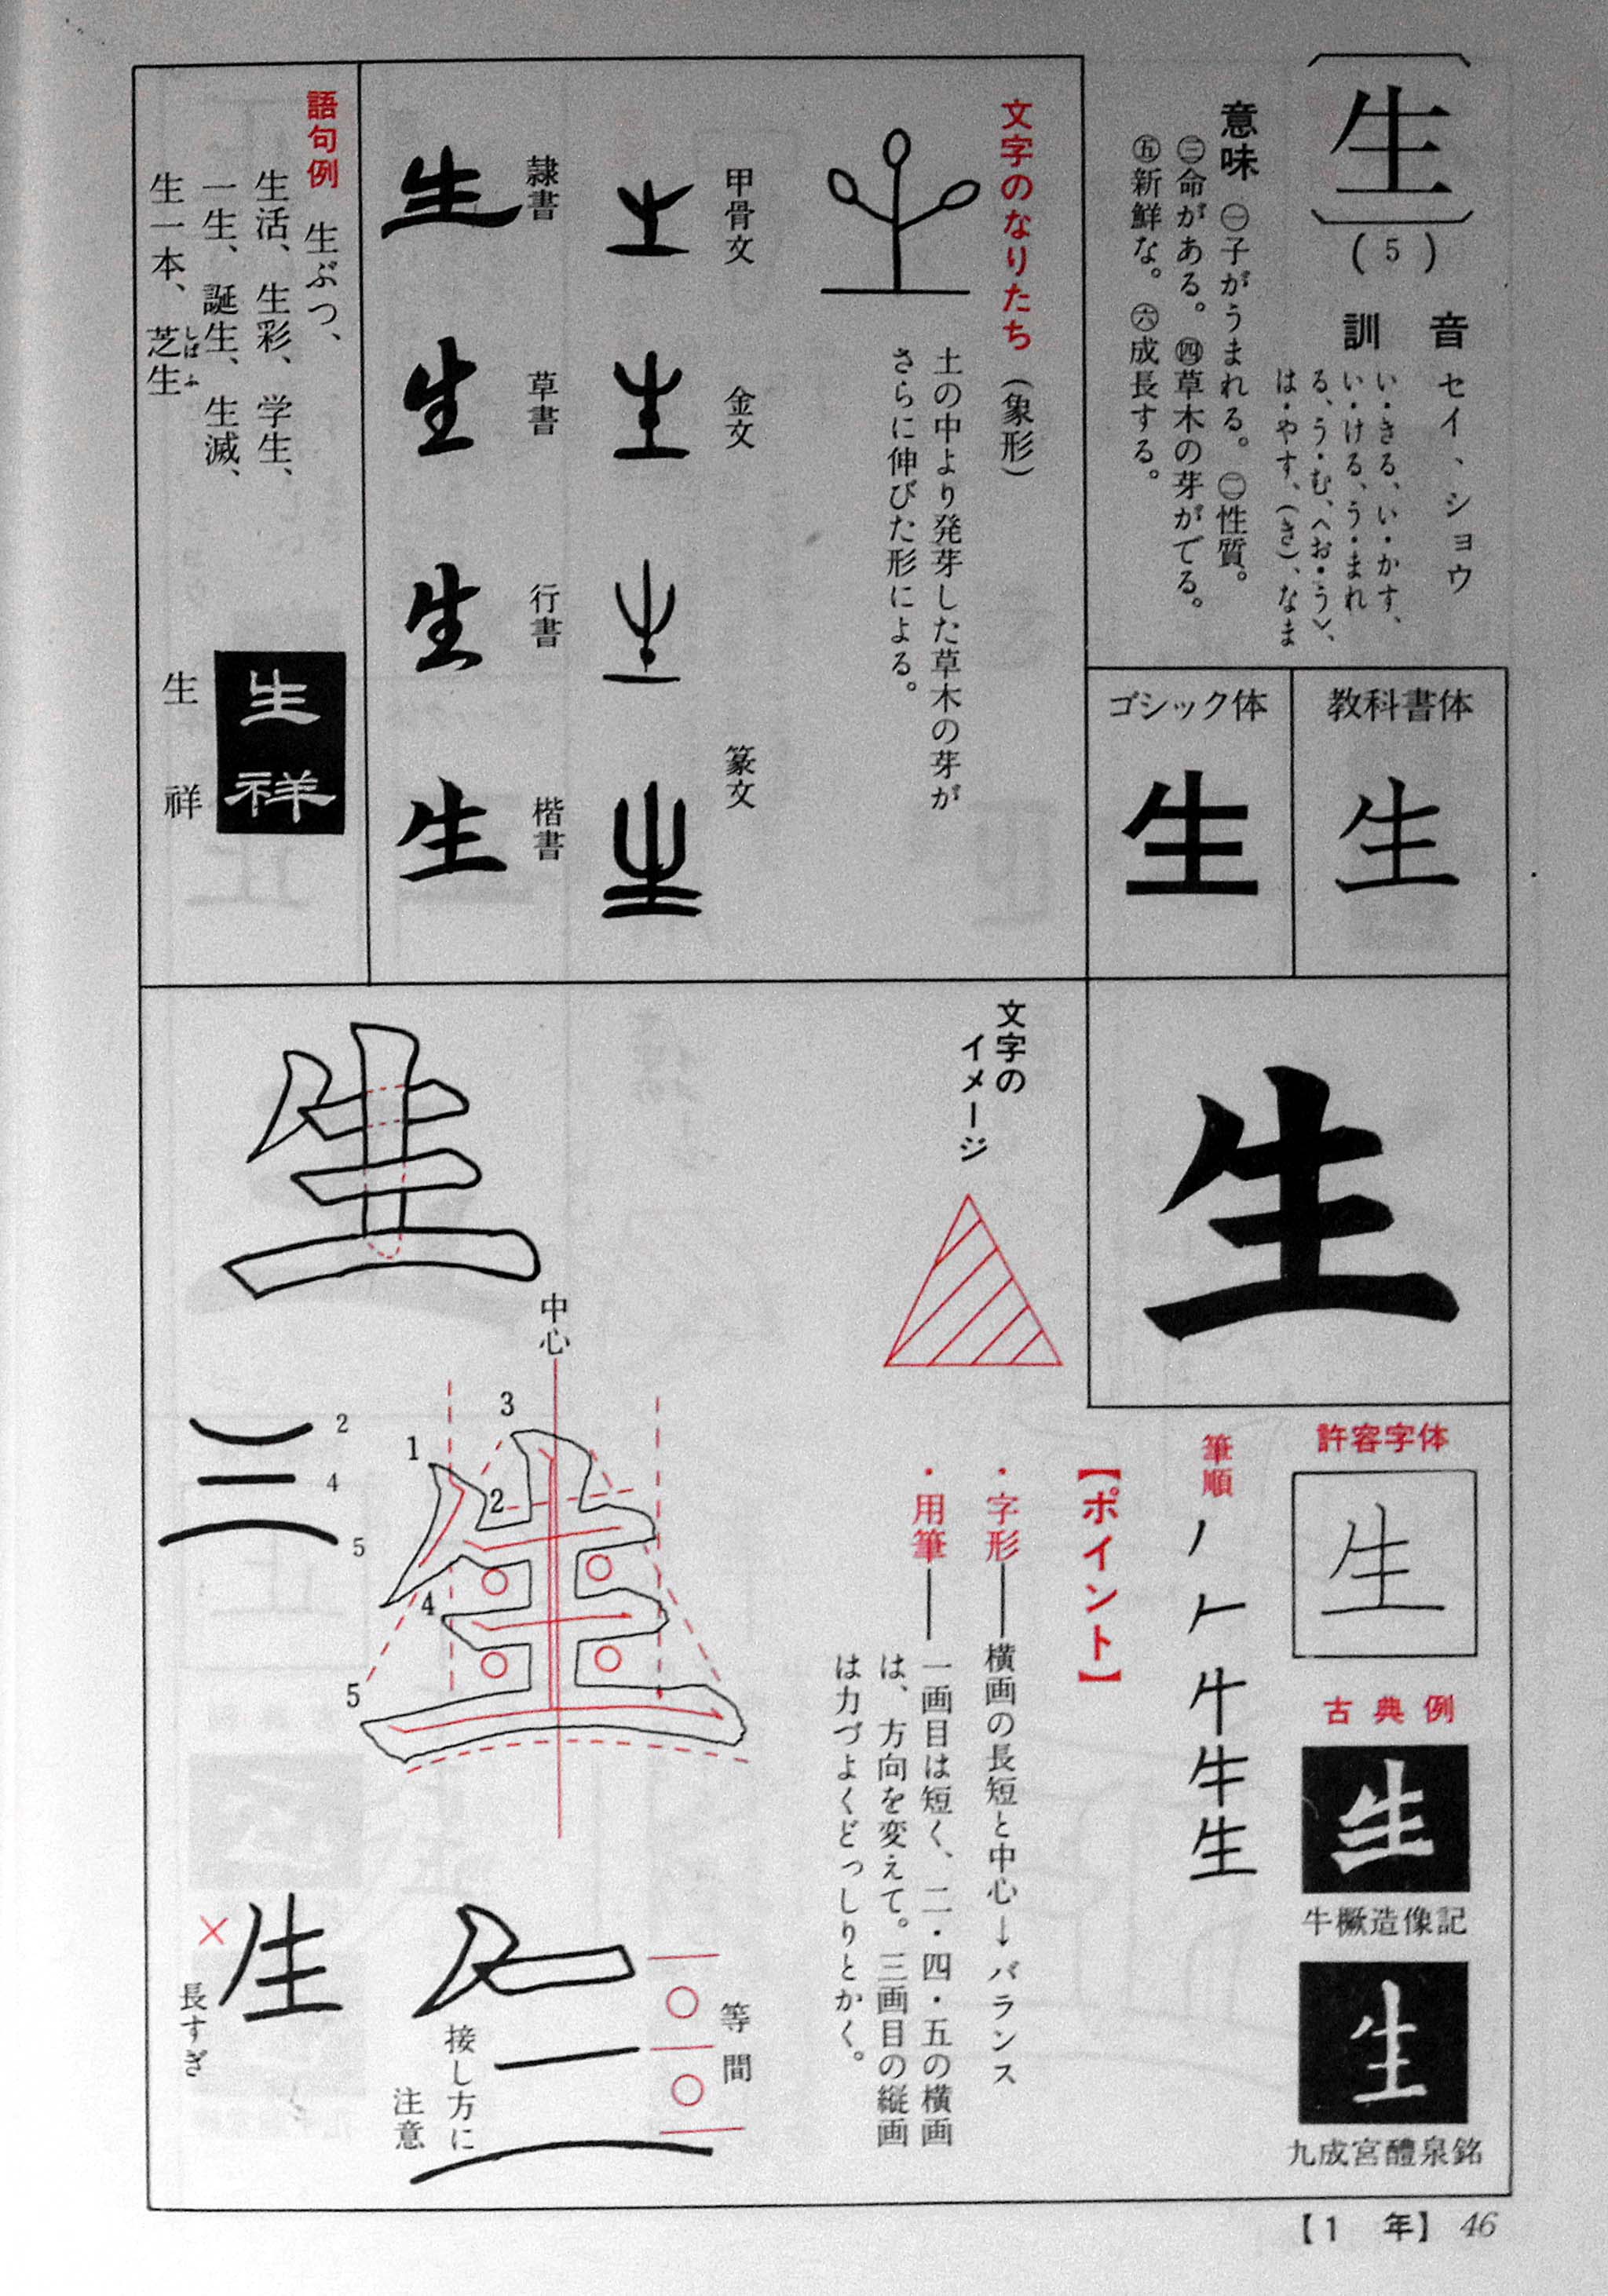 生
(5)
音 セイ、ショウ
訓 い・きる、い・かす、
い・ける、う・まれ
る、う・む、〈お・う〉、
は・やす、(き)、なま
意味 ㊀子がうまれる。㊁性質。
㊂命がある。㊃草木の芽がでる。
㊄新鮮な。㊅成長する。
教科書体
生
ゴシック体
生
文字のなりたち (象形)
土の中より発芽した草木の芽が
さらに伸びた形による。
甲骨文
金文
篆文
隷書
生
草書
生
行書
生
楷書
生
語句例 生ぶつ、
生活、生彩、学生、
一生、誕生、生滅、
生一本、芝生
しばふ
生祥
生祥
生
許容字体
生
古典例
生
牛橛造像記
生
九成宮醴泉銘
筆順
生
文字の
イメージ
【ポイント】
・字形──横画の長短と中心→バランス
・用筆──一画目は短く、二・四・五の横画
は、方向を変えて。三画目の縦画
は力づよくどっしりとかく。
生
中心
1
2
3
4
5
2
4
5
等間
接し方に
注意
生
×
長すぎ
【1 年】 46